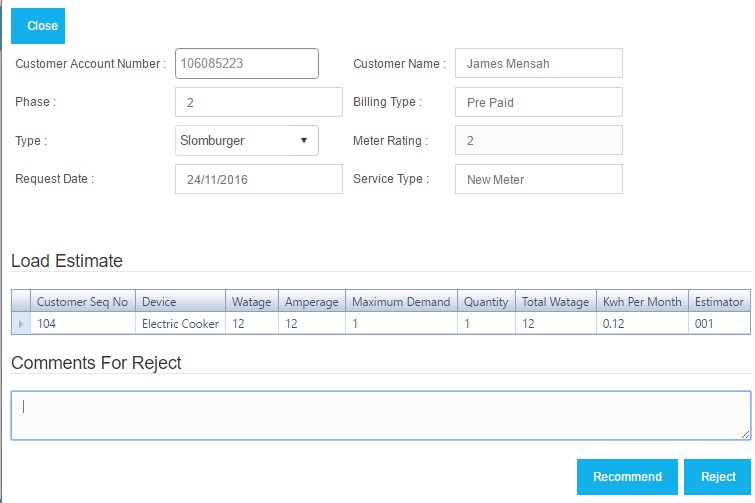 Close
Customer Account Number : 106085223 Customer Name : James Mensah
Phase : 2 Billing Type : Pre Paid
Type : Slomburger Meter Rating : 2
Request Date : 24/11/2016 Service Type : New Meter
Load Estimate
Customer Seq No Device Watage Amperage Maximum Demand Quantity Total Watage Kwh Per Month Estimator
104 Electric Cooker 12 12 1 1 12 0.12 001
Comments For Reject
Recommend Reject